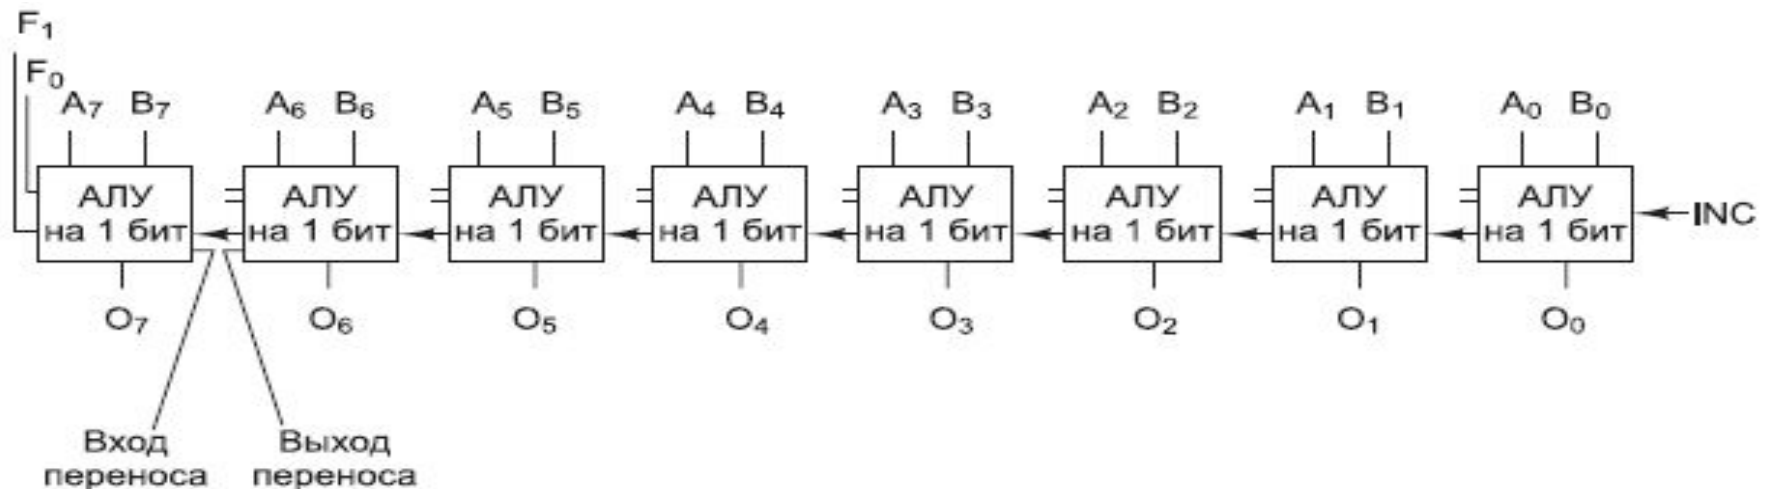 F₁
F₀
A₇ B₇ A₆ B₆ A₅ B₅ A₄ B₄ A₃ B₃ A₂ B₂ A₁ B₁ A₀ B₀
АЛУ АЛУ АЛУ АЛУ АЛУ АЛУ АЛУ АЛУ
на 1 бит на 1 бит на 1 бит на 1 бит на 1 бит на 1 бит на 1 бит на 1 бит INC
O₇ O₆ O₅ O₄ O₃ O₂ O₁ O₀
Вход Выход
переноса переноса